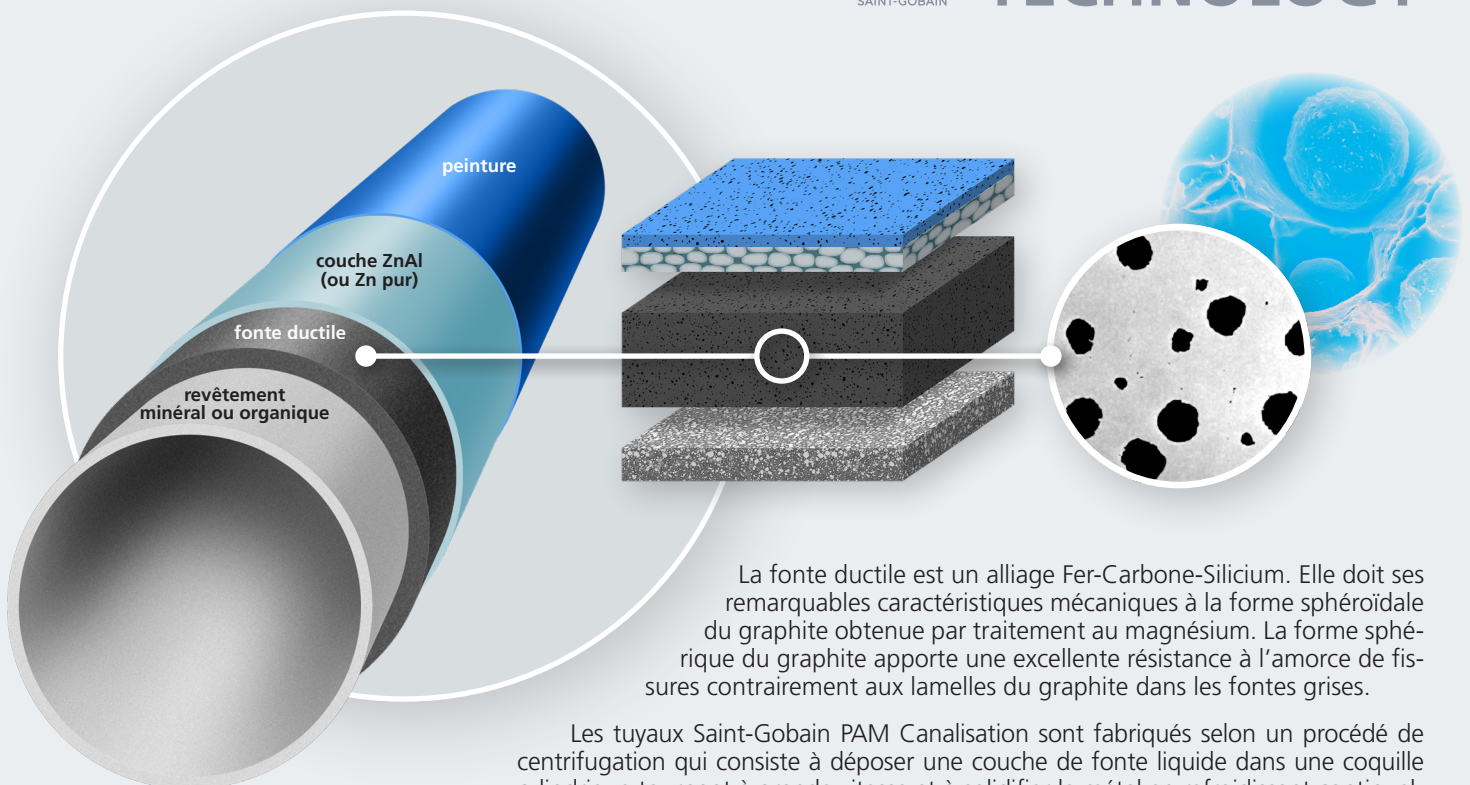 SAINT-GOBAIN
TECHNOLOGY
peinture
couche ZnAl
(ou Zn pur)
fonte ductile
revêtement
minéral ou organique
La fonte ductile est un alliage Fer-Carbone-Silicium. Elle doit ses
remarquables caractéristiques mécaniques à la forme sphéroïdale
du graphite obtenue par traitement au magnésium. La forme sphé-
rique du graphite apporte une excellente résistance à l’amorce de fis-
sures contrairement aux lamelles du graphite dans les fontes grises.
Les tuyaux Saint-Gobain PAM Canalisation sont fabriqués selon un procédé de
centrifugation qui consiste à déposer une couche de fonte liquide dans une coquille